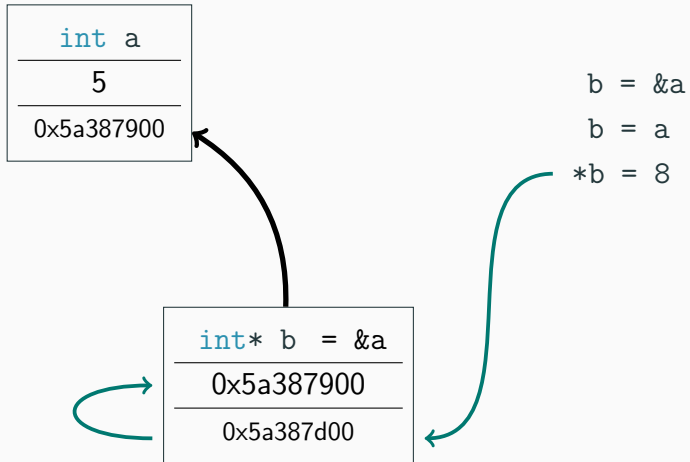 int a
5
0x5a387900
b = &a
b = a
*b = 8
int* b = &a
0x5a387900
0x5a387d00